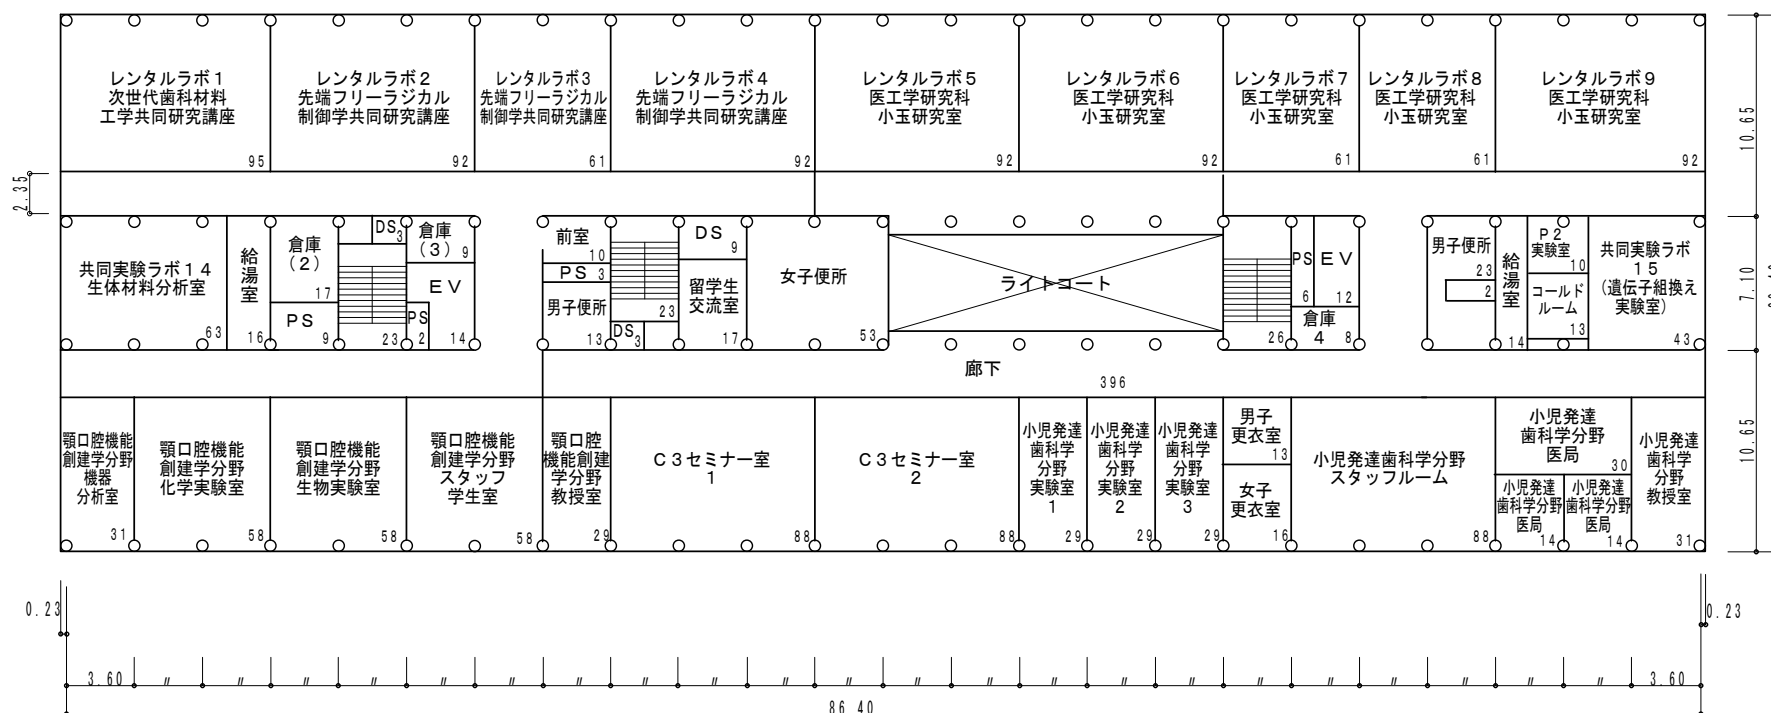 レンタルラボ１
次世代歯科材料
工学共同研究講座
95
レンタルラボ２
先端フリーラジカル
制御学共同研究講座
92
レンタルラボ３
先端フリーラジカル
制御学共同研究講座
61
レンタルラボ４
先端フリーラジカル
制御学共同研究講座
92
レンタルラボ５
医工学研究科
小玉研究室
92
レンタルラボ６
医工学研究科
小玉研究室
92
レンタルラボ７
医工学研究科
小玉研究室
61
レンタルラボ８
医工学研究科
小玉研究室
61
レンタルラボ９
医工学研究科
小玉研究室
92
10.65
2.35
共同実験ラボ１４
生体材料分析室
63
給湯室
16
倉庫
（２）
17
ＰＳ
9
DS
3
23
倉庫
（３）
9
ＥＶ
14
PS
2
前室
10
ＰＳ
3
男子便所
13
23
DS
3
ＤＳ
9
留学生
交流室
17
女子便所
53
ライトコート
26
PS
6
ＥＶ
12
倉庫
４
8
男子便所
23
2
給湯室
14
Ｐ２
実験室
10
コールド
ルーム
13
共同実験ラボ
１５
（遺伝子組換え
実験室）
43
7.10
廊下
396
顎口腔機能
創建学分野
機器
分析室
31
顎口腔機能
創建学分野
化学実験室
58
顎口腔機能
創建学分野
生物実験室
58
顎口腔機能
創建学分野
スタッフ
学生室
58
顎口腔
機能創建
学分野
教授室
29
Ｃ３セミナー室
１
88
Ｃ３セミナー室
２
88
小児発達
歯科学
分野
実験室
１
29
小児発達
歯科学
分野
実験室
２
29
小児発達
歯科学
分野
実験室
３
29
男子
更衣室
13
女子
更衣室
16
小児発達歯科学分野
スタッフルーム
88
小児発達
歯科学分野
医局
30
小児発達
歯科学分野
医局
14
小児発達
歯科学分野
医局
14
小児発達
歯科学
分野
教授室
31
10.65
0.23
0.23
3.60 〃 〃 〃 〃 〃 〃 〃 〃 〃 〃 〃 〃 〃 〃 〃 〃 〃 〃 〃 〃 〃 〃 3.60
86.40